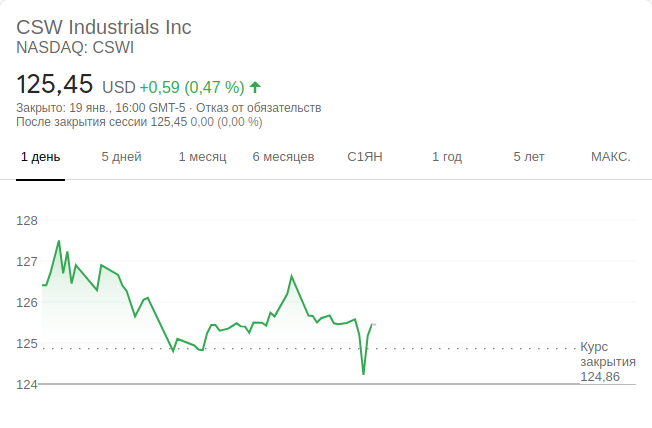 CSW Industrials Inc
NASDAQ: CSWI
125,45 USD +0,59 (0,47 %)
Закрыто: 19 янв., 16:00 GMT-5 · Отказ от обязательств
После закрытия сессии 125,45 0,00 (0,00 %)
1 день 5 дней 1 месяц 6 месяцев С1ЯН 1 год 5 лет МАКС.
128
127
126
125
Курс
закрытия
124,86
124